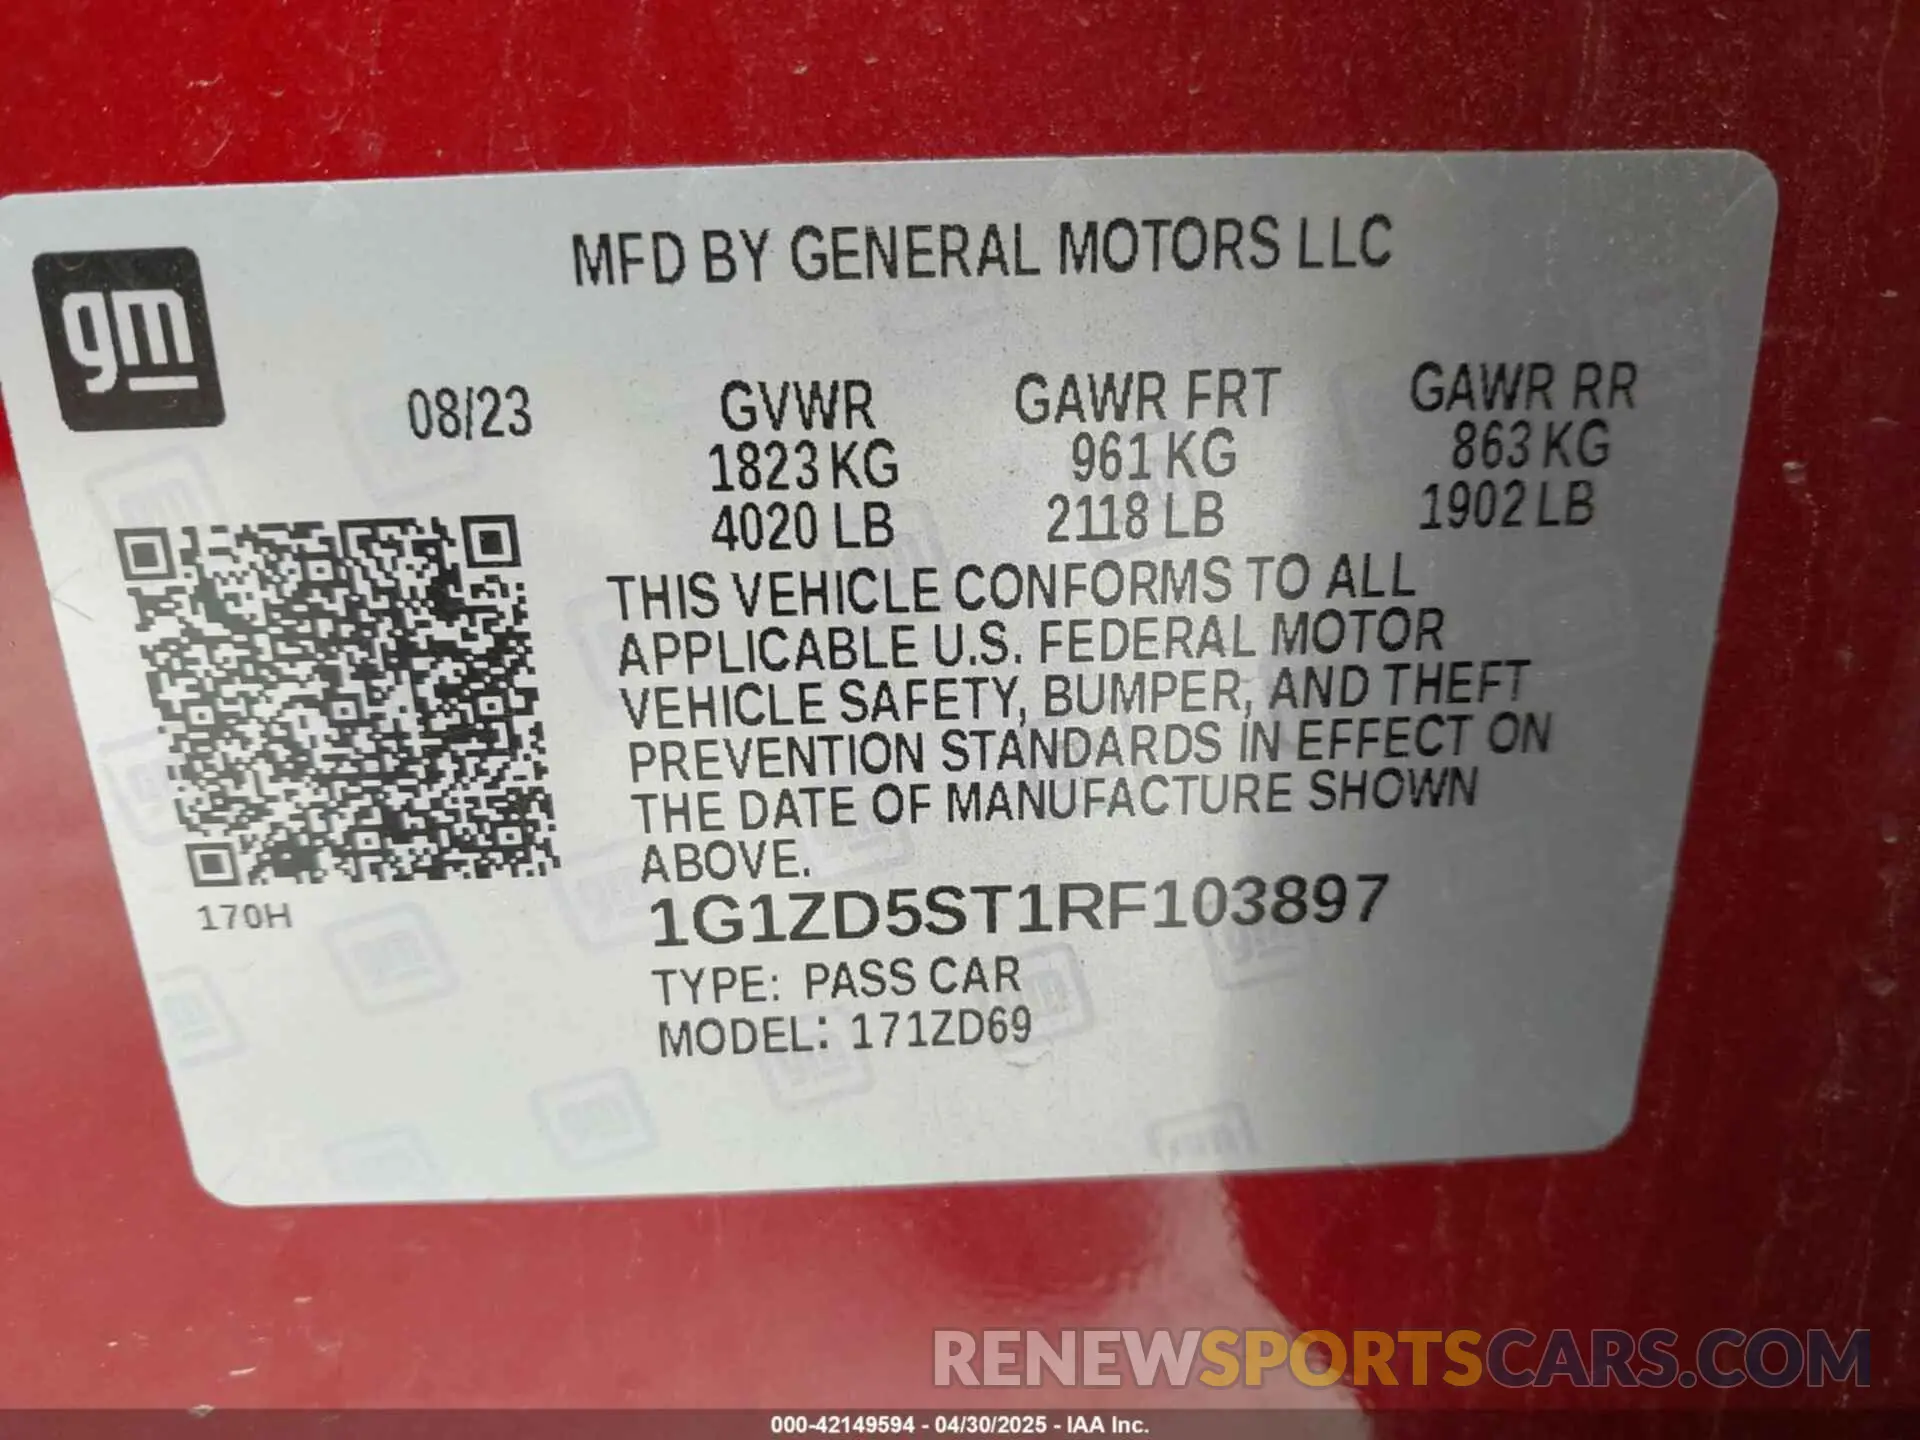 MFD BY GENERAL MOTORS LLC
gm
08/23
GVWR GAWR FRT GAWR RR
1823 KG 961 KG 863 KG
4020 LB 2118 LB 1902 LB
THIS VEHICLE CONFORMS TO ALL
APPLICABLE U.S. FEDERAL MOTOR
VEHICLE SAFETY, BUMPER, AND THEFT
PREVENTION STANDARDS IN EFFECT ON
THE DATE OF MANUFACTURE SHOWN
ABOVE.
170H
1G1ZD5ST1RF103897
TYPE: PASS CAR
MODEL: 171ZD69
RENEWSPORTSCARS.COM
000-42149594 - 04/30/2025 - IAA Inc.